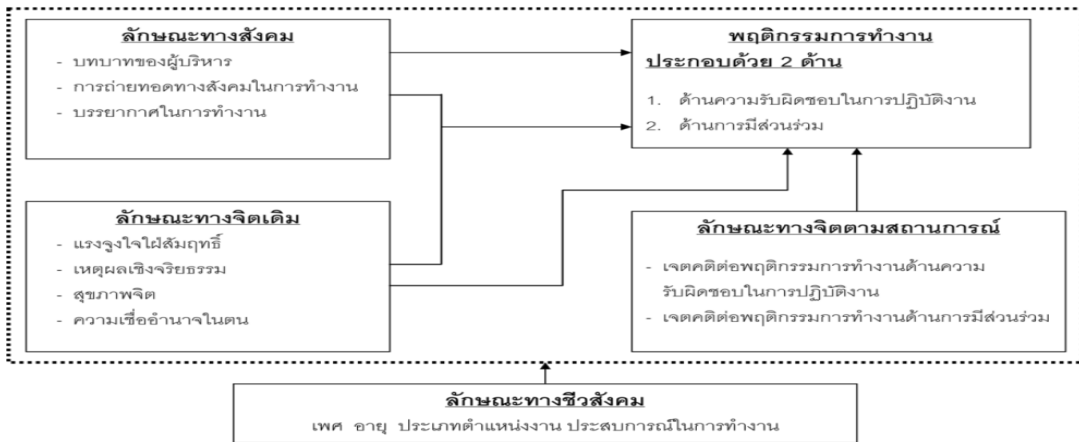 ลักษณะทางสังคม
- บทบาทของผู้บริหาร
- การถ่ายทอดทางสังคมในการทำงาน
- บรรยากาศในการทำงาน
พฤติกรรมการทำงาน
ประกอบด้วย 2 ด้าน
1. ด้านความรับผิดชอบในการปฏิบัติงาน
2. ด้านการมีส่วนร่วม
ลักษณะทางจิตเดิม
- แรงจูงใจใฝ่สัมฤทธิ์
- เหตุผลเชิงจริยธรรม
- สุขภาพจิต
- ความเชื่ออำนาจในตน
ลักษณะทางจิตตามสถานการณ์
- เจตคติต่อพฤติกรรมการทำงานด้านความ
รับผิดชอบในการปฏิบัติงาน
- เจตคติต่อพฤติกรรมการทำงานด้านการมีส่วนร่วม
ลักษณะทางชีวสังคม
เพศ อายุ ประเภทตำแหน่งงาน ประสบการณ์ในการทำงาน